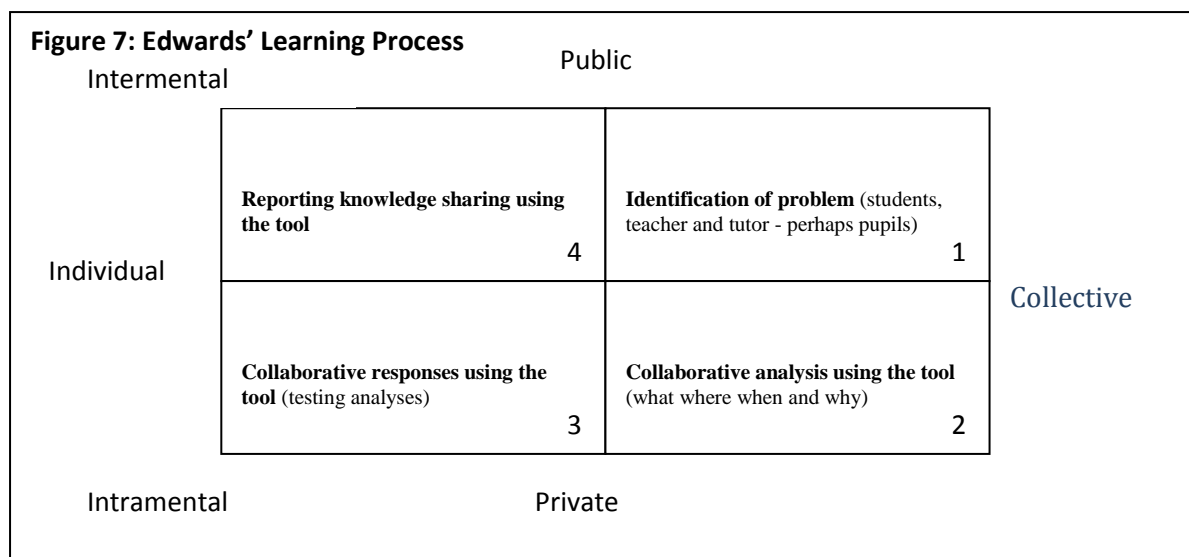 Figure 7: Edwards’ Learning Process
Public
Intermental
Reporting knowledge sharing using
the tool
4
Identification of problem (students,
teacher and tutor - perhaps pupils)
1
Individual
Collective
Collaborative responses using the
tool (testing analyses)
3
Collaborative analysis using the tool
(what where when and why)
2
Intramental
Private